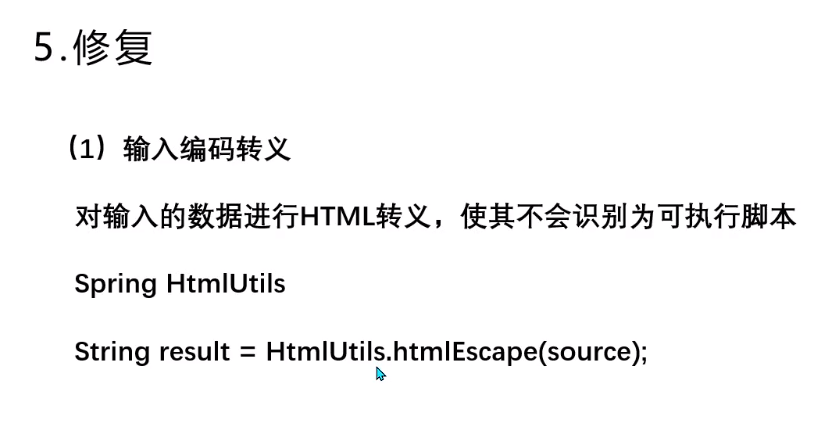 5.修复
（1）输入编码转义
对输入的数据进行HTML转义，使其不会识别为可执行脚本
Spring HtmlUtils
String result = HtmlUtils.htmlEscape(source);